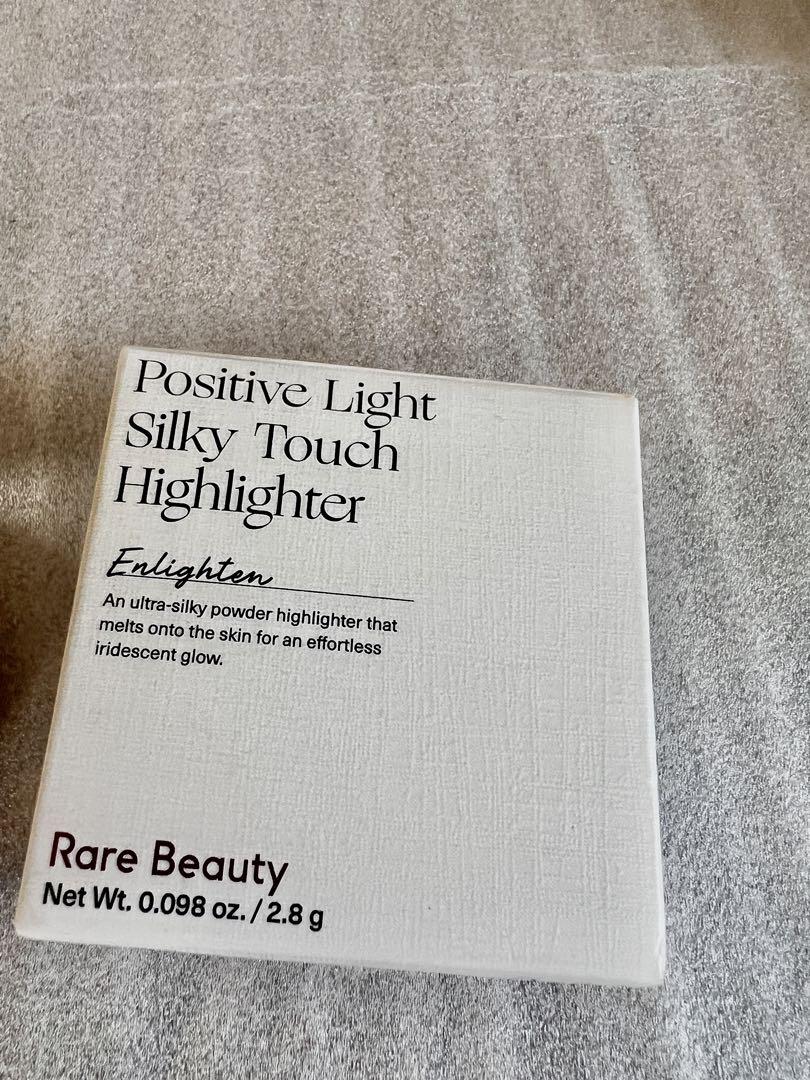 Positive Light
Silky Touch
Highlighter
Enlighten
An ultra-silky powder highlighter that
melts onto the skin for an effortless
iridescent glow.
Rare Beauty
Net Wt. 0.098 oz. / 2.8 g